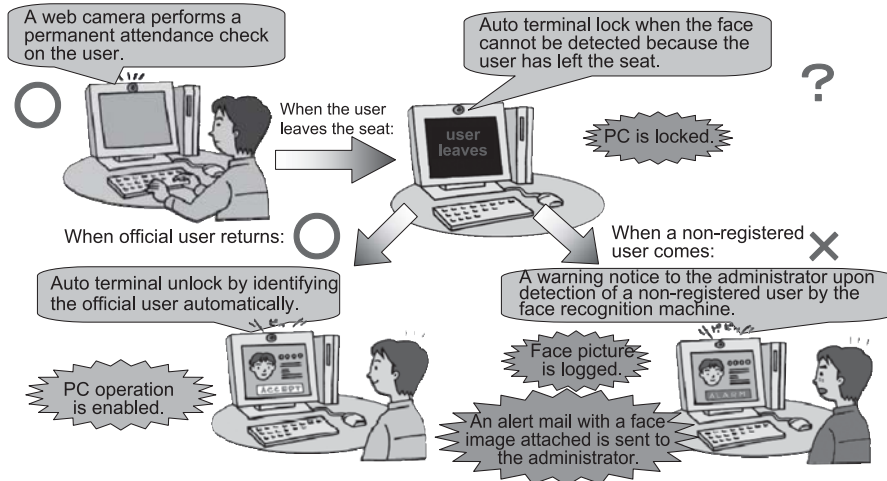 A web camera performs a
permanent attendance check
on the user.
Auto terminal lock when the face
cannot be detected because the
user has left the seat.
?
When the user
leaves the seat:
user
leaves
PC is locked.
When official user returns:
When a non-registered
user comes:
Auto terminal unlock by identifying
the official user automatically.
A warning notice to the administrator upon
detection of a non-registered user by the
face recognition machine.
ACCEPT
PC operation
is enabled.
Face picture
is logged.
ALARM
An alert mail with a face
image attached is sent to
the administrator.